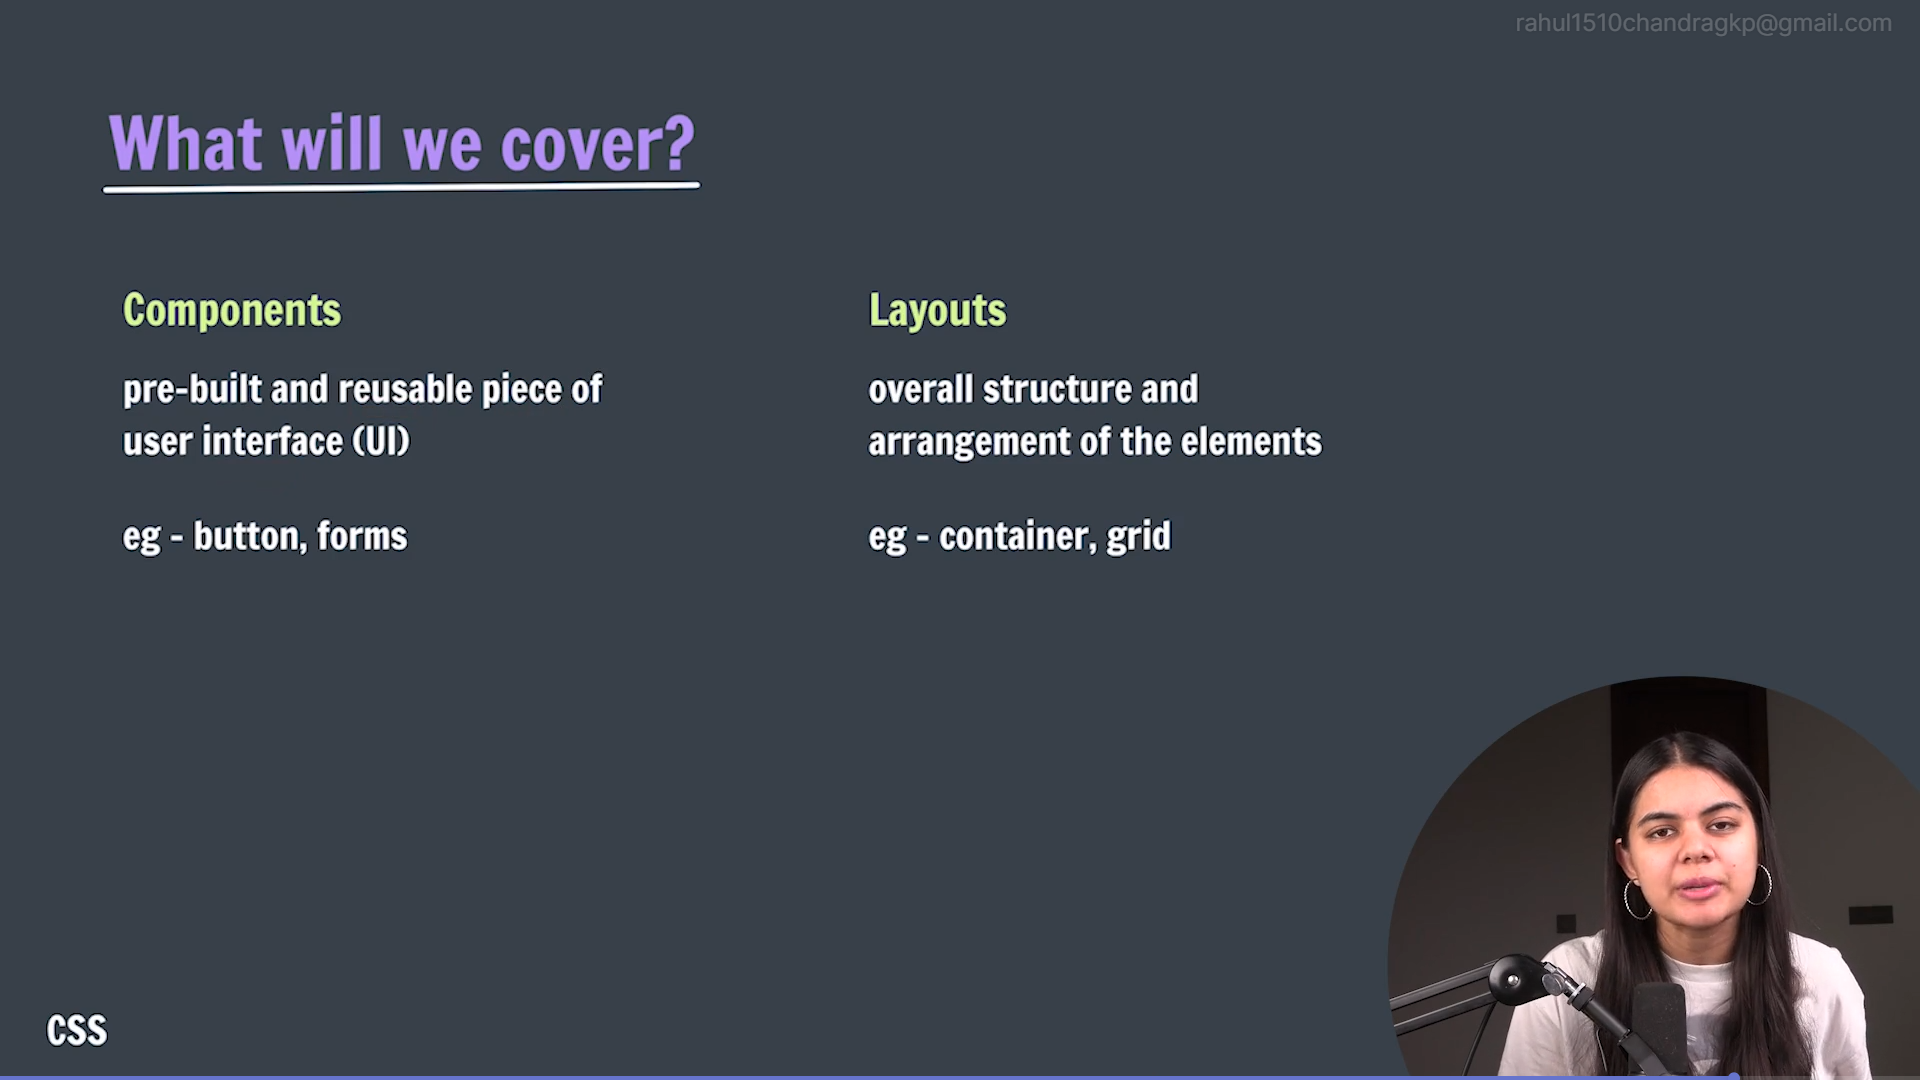 rahul1510chandragkp@gmail.com
What will we cover?
Components
pre-built and reusable piece of
user interface (UI)
eg - button, forms
Layouts
overall structure and
arrangement of the elements
eg - container, grid
CSS